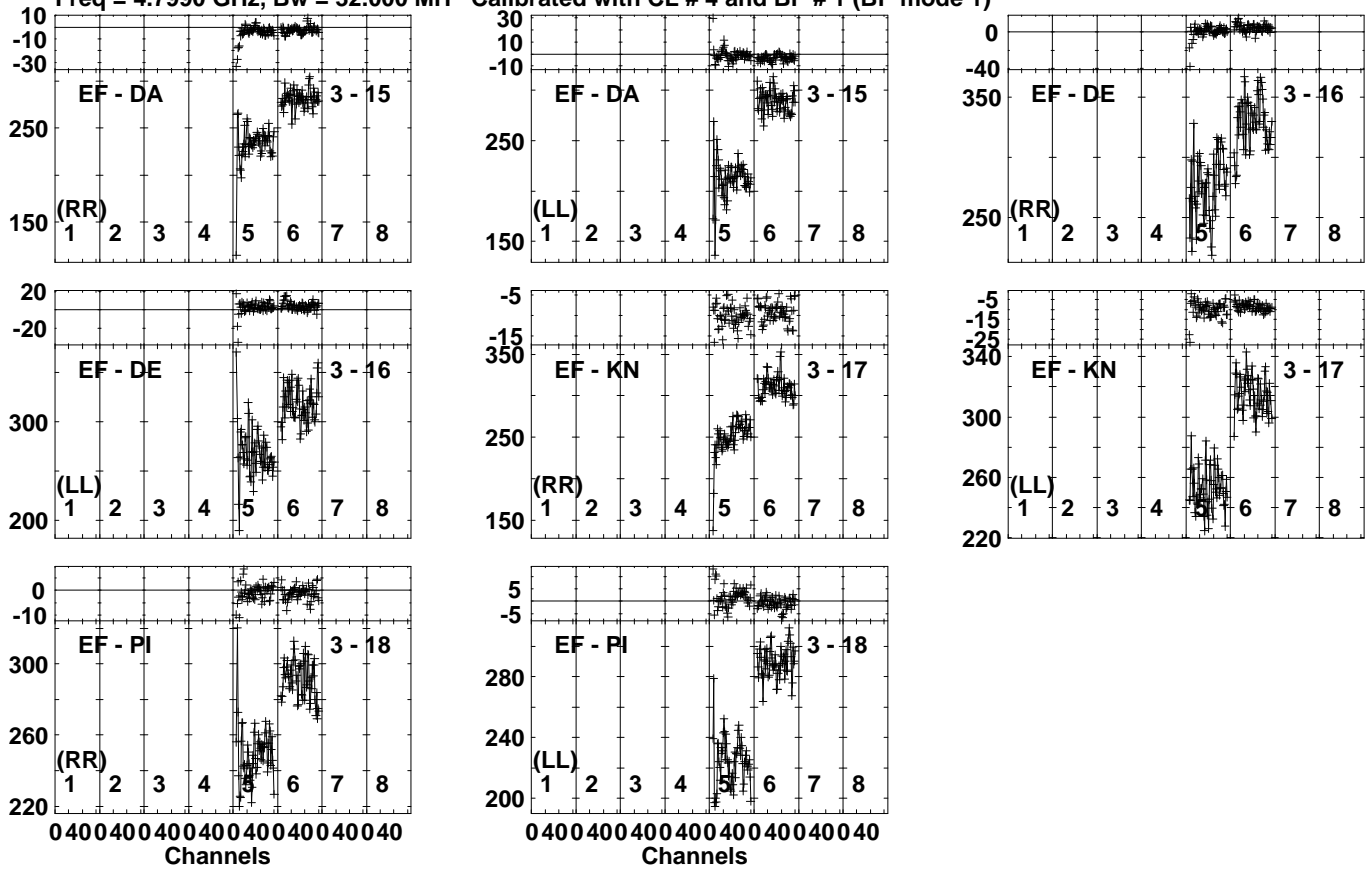 Freq = 4.7990 GHz, Bw = 32.000 MH Calibrated with CL # 4 and BP # 1 (BP mode 1)
10
-10
-30
EF - DA 3 - 15
250
150
(RR)
1 2 3 4 5 6 7 8
30
10
-10
EF - DA 3 - 15
250
150
(LL)
1 2 3 4 5 6 7 8
0
-40
350
EF - DE 3 - 16
250
(RR)
1 2 3 4 5 6 7 8
20
-20
EF - DE 3 - 16
300
200
(LL)
1 2 3 4 5 6 7 8
-5
-15
350
EF - KN 3 - 17
250
150
(RR)
1 2 3 4 5 6 7 8
-5
-15
-25
340
EF - KN 3 - 17
300
260
220
(LL)
1 2 3 4 5 6 7 8
0
-10
EF - PI 3 - 18
300
260
220
(RR)
1 2 3 4 5 6 7 8
0 40 0 40 0 40 0 40 0 40 0 40 0 40 0 40
Channels
5
-5
EF - PI 3 - 18
280
240
200
(LL)
1 2 3 4 5 6 7 8
0 40 0 40 0 40 0 40 0 40 0 40 0 40 0 40
Channels